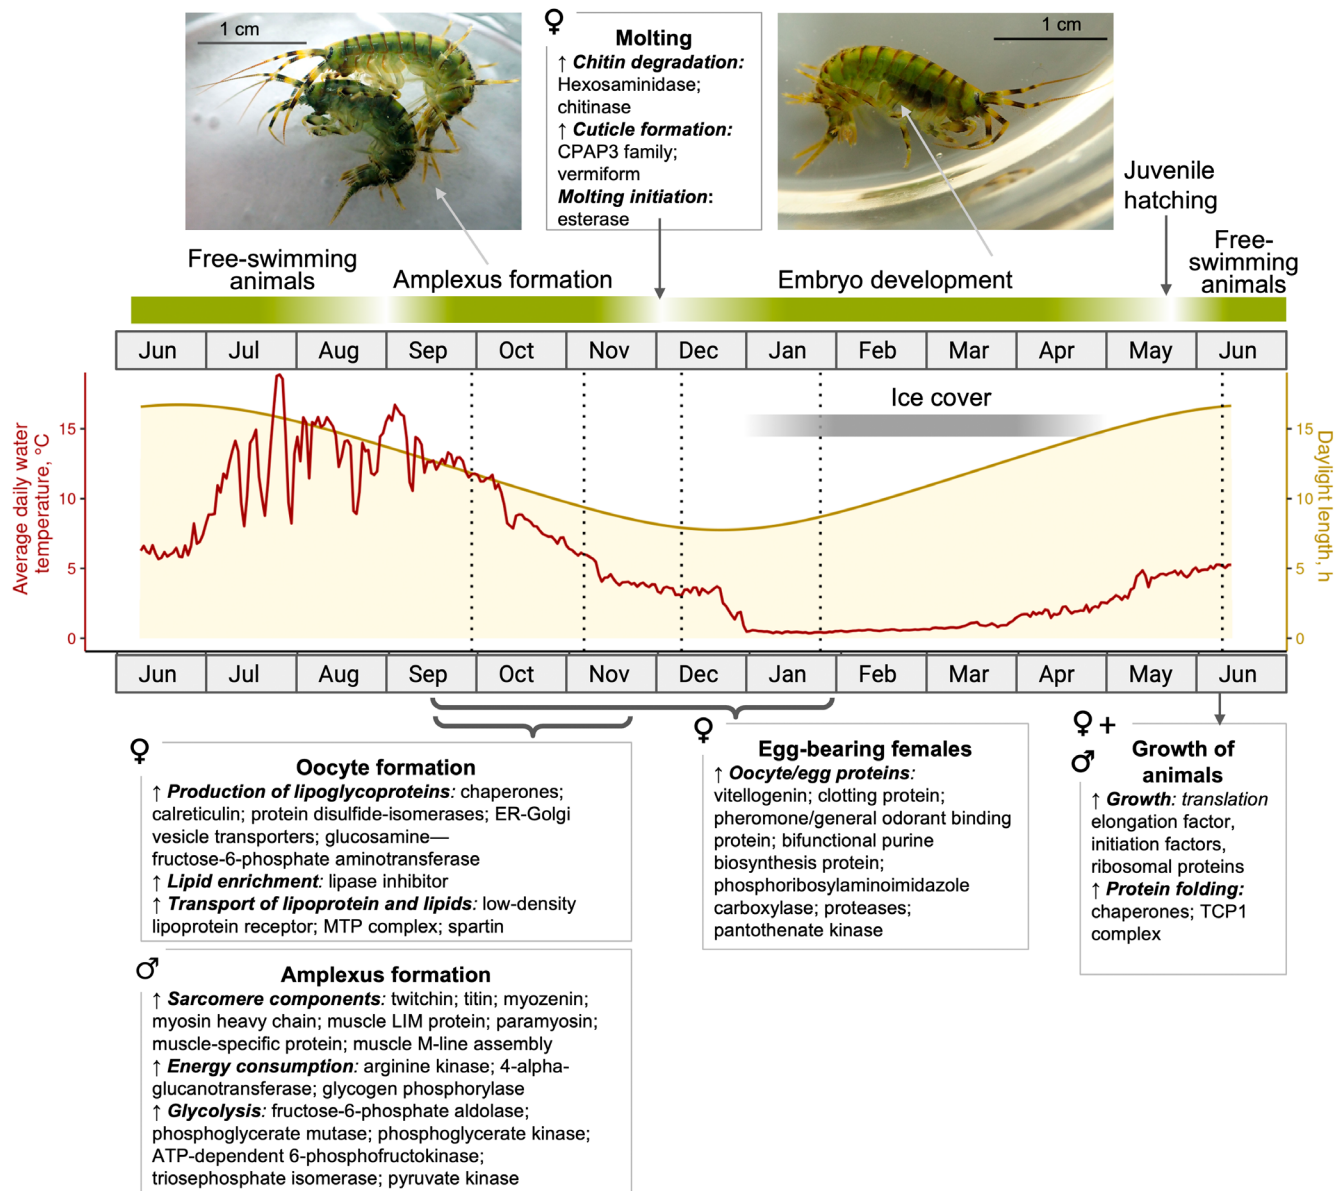 1 cm
♀
Molting
↑ Chitin degradation:
Hexosaminidase;
chitinase
↑ Cuticle formation:
CPAP3 family;
vermiform
Molting initiation:
esterase
1 cm
Juvenile
hatching
Free-swimming
animals
Amplexus formation
Embryo development
Free-
swimming
animals
Jun Jul Aug Sep Oct Nov Dec Jan Feb Mar Apr May Jun
Average daily water
temperature, °C
15
10
5
0
Ice cover
15
10
5
0
Daylight length, h
Jun Jul Aug Sep Oct Nov Dec Jan Feb Mar Apr May Jun
♀
Oocyte formation
↑ Production of lipoglycoproteins: chaperones;
calreticulin; protein disulfide-isomerases; ER-Golgi
vesicle transporters; glucosamine—
fructose-6-phosphate aminotransferase
↑ Lipid enrichment: lipase inhibitor
↑ Transport of lipoprotein and lipids: low-density
lipoprotein receptor; MTP complex; spartin
♂
Amplexus formation
↑ Sarcomere components: twitchin; titin; myozenin;
myosin heavy chain; muscle LIM protein; paramyosin;
muscle-specific protein; muscle M-line assembly
↑ Energy consumption: arginine kinase; 4-alpha-
glucanotransferase; glycogen phosphorylase
↑ Glycolysis: fructose-6-phosphate aldolase;
phosphoglycerate mutase; phosphoglycerate kinase;
ATP-dependent 6-phosphofructokinase;
triosephosphate isomerase; pyruvate kinase
♀
Egg-bearing females
↑ Oocyte/egg proteins:
vitellogenin; clotting protein;
pheromone/general odorant binding
protein; bifunctional purine
biosynthesis protein;
phosphoribosylaminoimidazole
carboxylase; proteases;
pantothenate kinase
♀ +
♂
Growth of
animals
↑ Growth: translation
elongation factor,
initiation factors,
ribosomal proteins
↑ Protein folding:
chaperones; TCP1
complex